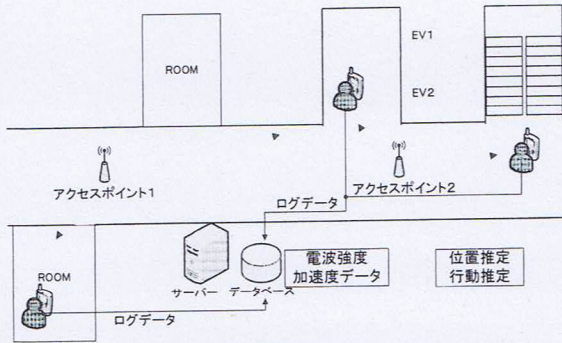 EV1
ROOM
EV2
アクセスポイント1
アクセスポイント2
ログデータ
電波強度
加速度データ
位置推定
行動推定
ROOM
サーバー
データベース
ログデータ